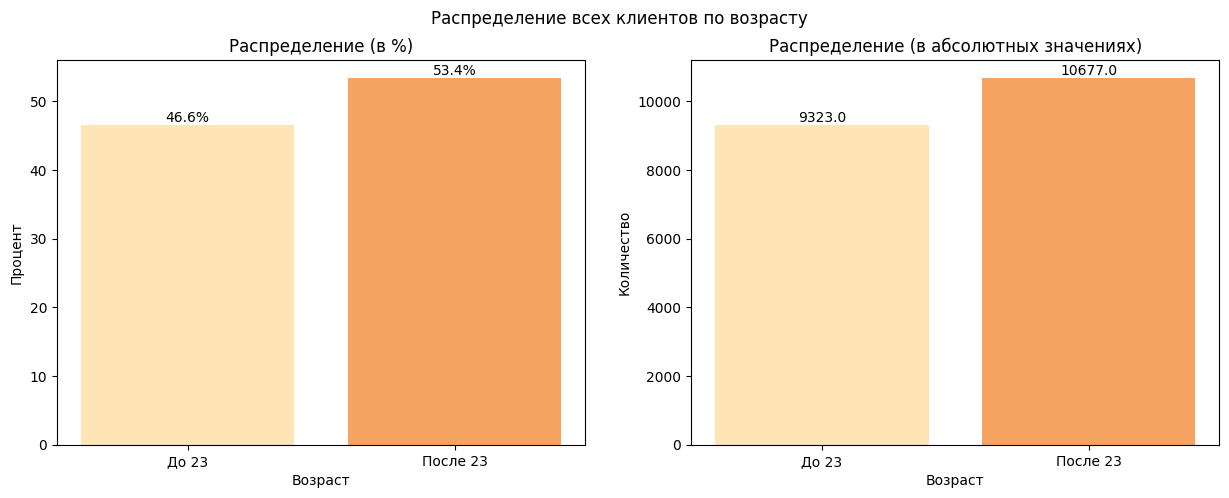 Распределение всех клиентов по возрасту
Распределение (в %)
53.4%
46.6%
50
40
30
20
10
0
Процент
До 23
После 23
Возраст
Распределение (в абсолютных значениях)
10677.0
9323.0
10000
8000
6000
4000
2000
0
Количество
До 23
После 23
Возраст